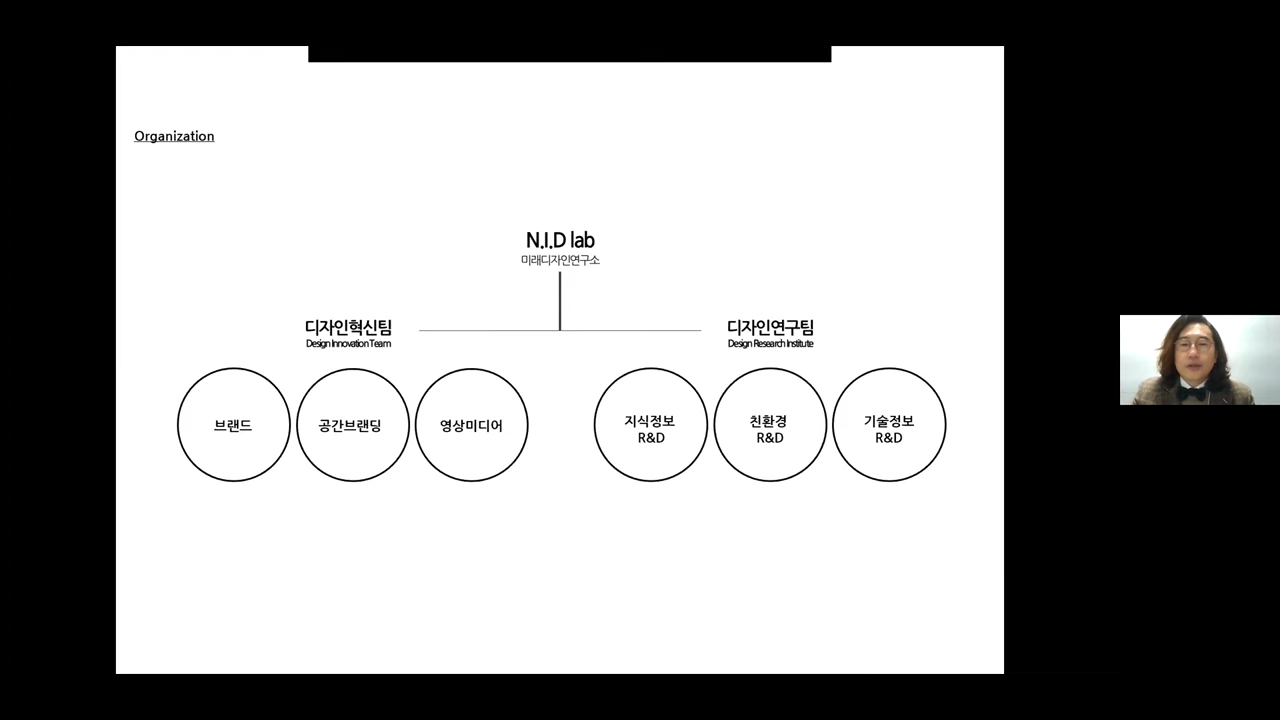 Organization
N.I.D lab
미래디자인연구소
디자인혁신팀
Design Innovation Team
디자인연구팀
Design Research Institute
브랜드
공간브랜딩
영상미디어
지식정보
R&D
친환경
R&D
기술정보
R&D